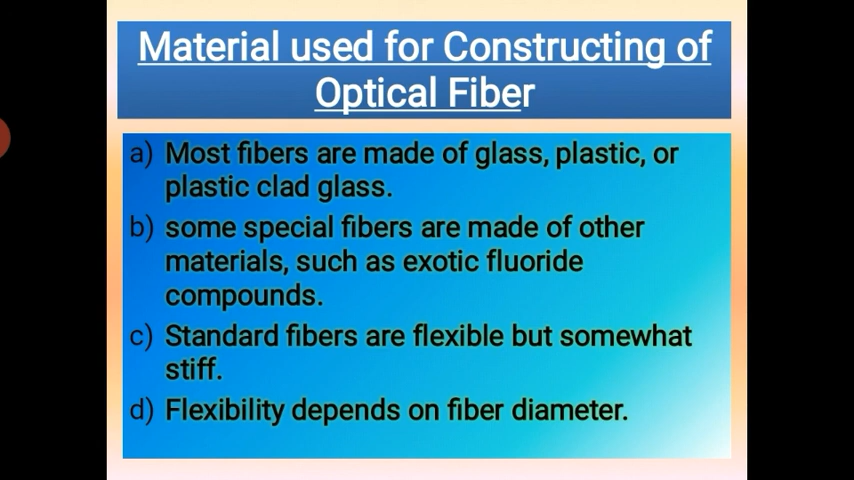 Material used for Constructing of
Optical Fiber
a) Most fibers are made of glass, plastic, or
plastic clad glass.
b) some special fibers are made of other
materials, such as exotic fluoride
compounds.
c) Standard fibers are flexible but somewhat
stiff.
d) Flexibility depends on fiber diameter.